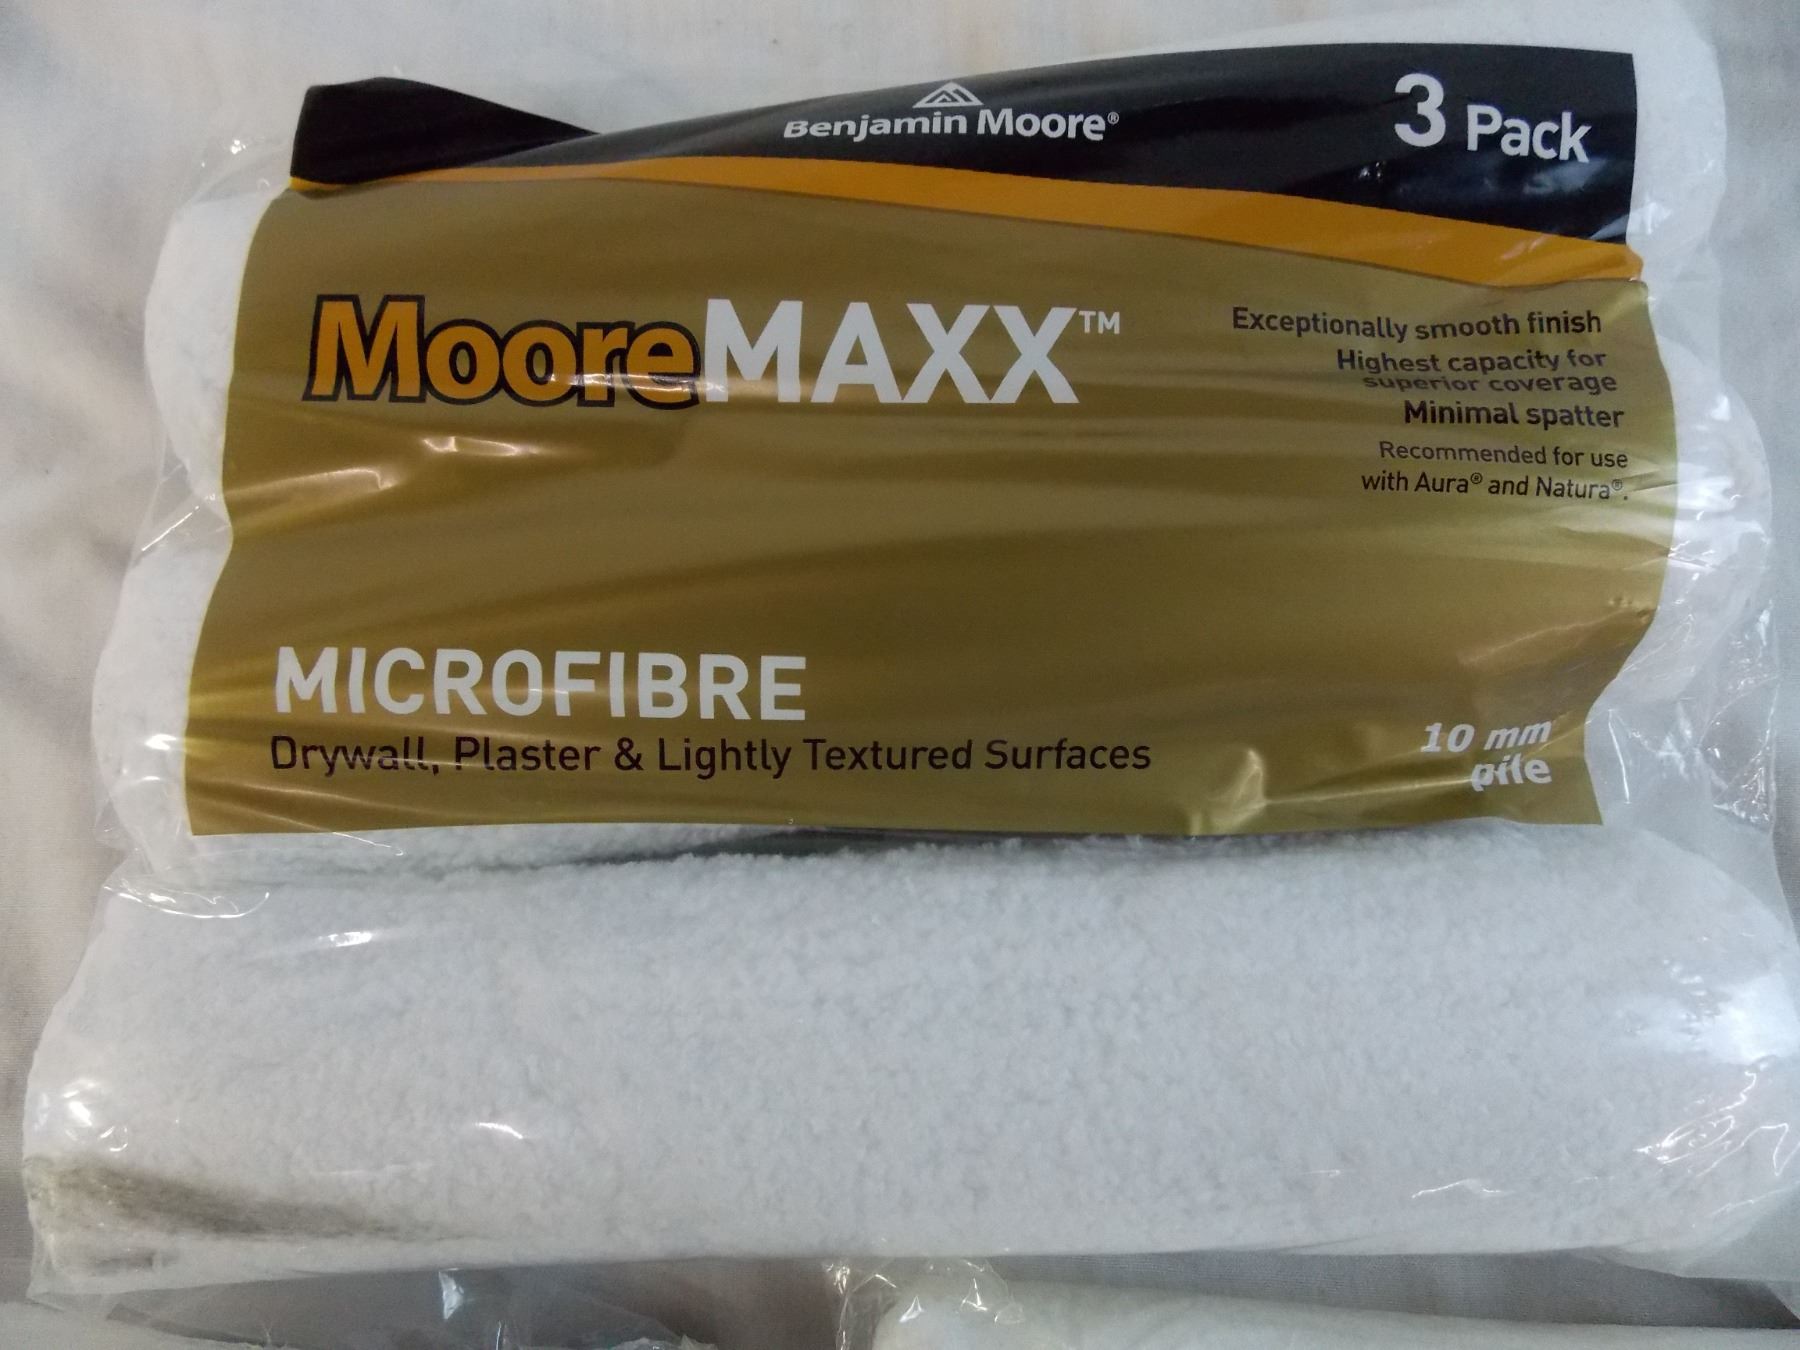 Benjamin Moore®
3 Pack
MooreMAXX™
Exceptionally smooth finish
Highest capacity for
superior coverage
Minimal spatter
Recommended for use
with Aura® and Natura®.
MICROFIBRE
Drywall, Plaster & Lightly Textured Surfaces
10 mm
pile